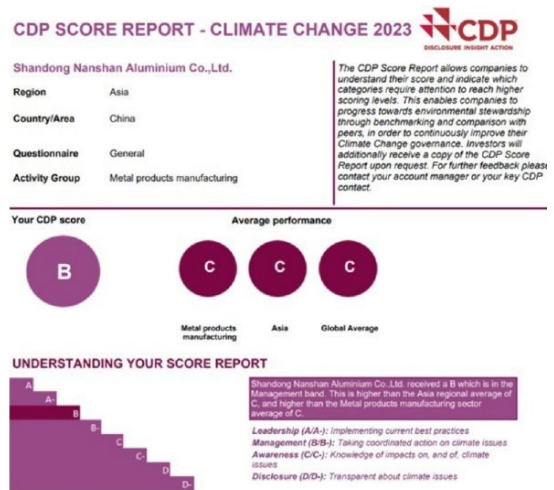 CDP SCORE REPORT - CLIMATE CHANGE 2023
CDP
DISCLOSURE INSIGHT ACTION
Shandong Nanshan Aluminium Co.,Ltd.
Region Asia
Country/Area China
Questionnaire General
Activity Group Metal products manufacturing
The CDP Score Report allows companies to
understand their score and indicate which
categories require attention to reach higher
scoring levels. This enables companies to
progress towards environmental stewardship
through benchmarking and comparison with
peers, in order to continuously improve their
Climate Change governance. Investors will
additionally receive a copy of the CDP Score
Report upon request. For further feedback please
contact your account manager or your key CDP
contact.
Your CDP score
Average performance
B
C
C
C
Metal products
manufacturing
Asia
Global Average
UNDERSTANDING YOUR SCORE REPORT
A
A-
B
B-
C
C-
D
D-
Shandong Nanshan Aluminium Co.,Ltd. received a B which is in the
Management band. This is higher than the Asia regional average of
C, and higher than the Metal products manufacturing sector
average of C.
Leadership (A/A-): Implementing current best practices
Management (B/B-): Taking coordinated action on climate issues
Awareness (C/C-): Knowledge of impacts on, and of, climate
issues
Disclosure (D/D-): Transparent about climate issues